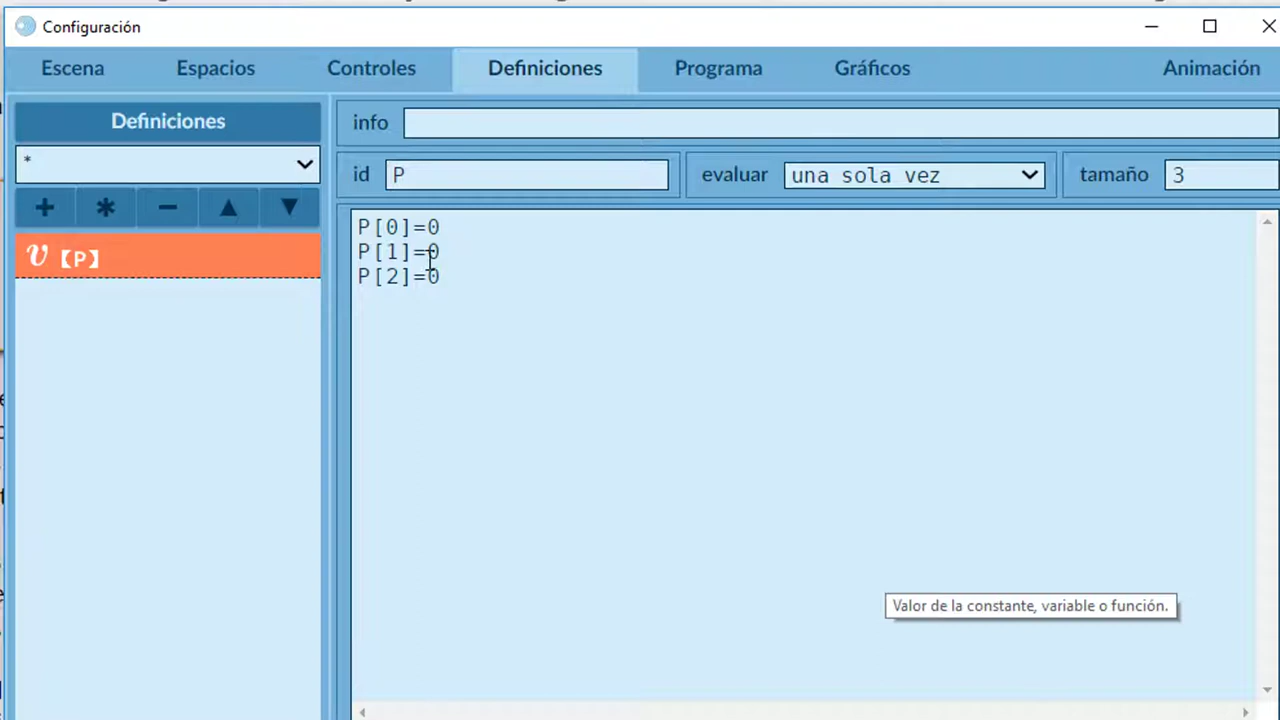 Configuración
Escena Espacios Controles Definiciones Programa Gráficos Animación
Definiciones
*
v 【P】
info
id P evaluar una sola vez tamaño 3
P[0]=0
P[1]=0
P[2]=0
Valor de la constante, variable o función.